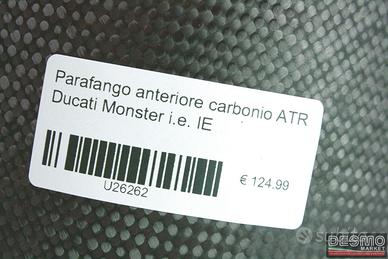 Parafango anteriore carbonio ATR
Ducati Monster i.e. IE
U26262
€ 124.99
DESMO
MARKET